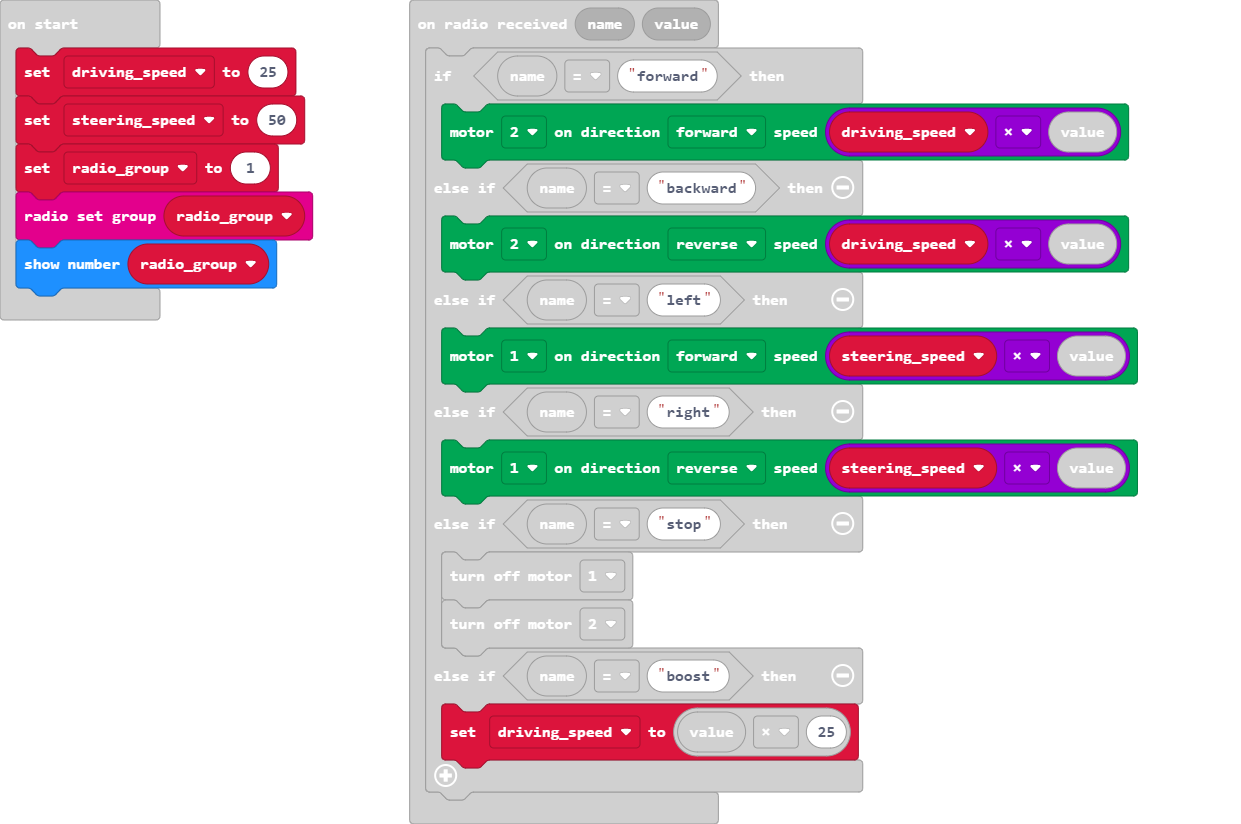 on start
set driving_speed to 25
set steering_speed to 50
set radio_group to 1
radio set group radio_group
show number radio_group
on radio received name value
if name = "forward" then
motor 2 on direction forward speed driving_speed × value
else if name = "backward" then
motor 2 on direction reverse speed driving_speed × value
else if name = "left" then
motor 1 on direction forward speed steering_speed × value
else if name = "right" then
motor 1 on direction reverse speed steering_speed × value
else if name = "stop" then
turn off motor 1
turn off motor 2
else if name = "boost" then
set driving_speed to value × 25